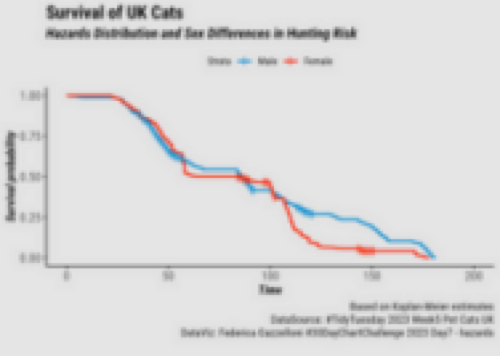 Survival of UK Cats
Hazards Distribution and Sex Differences in Hunting Risk
Strata Male Female
1.00
0.75
0.50
0.25
0.00
Survival probability
0 50 100 150 200
Time
Based on Kaplan-Meier estimates
DataSource: #TidyTuesday 2023 Week5 Pet Cats UK
DataViz: Federica Gazzelloni #30DayChartChallenge 2023 Day7 - hazards